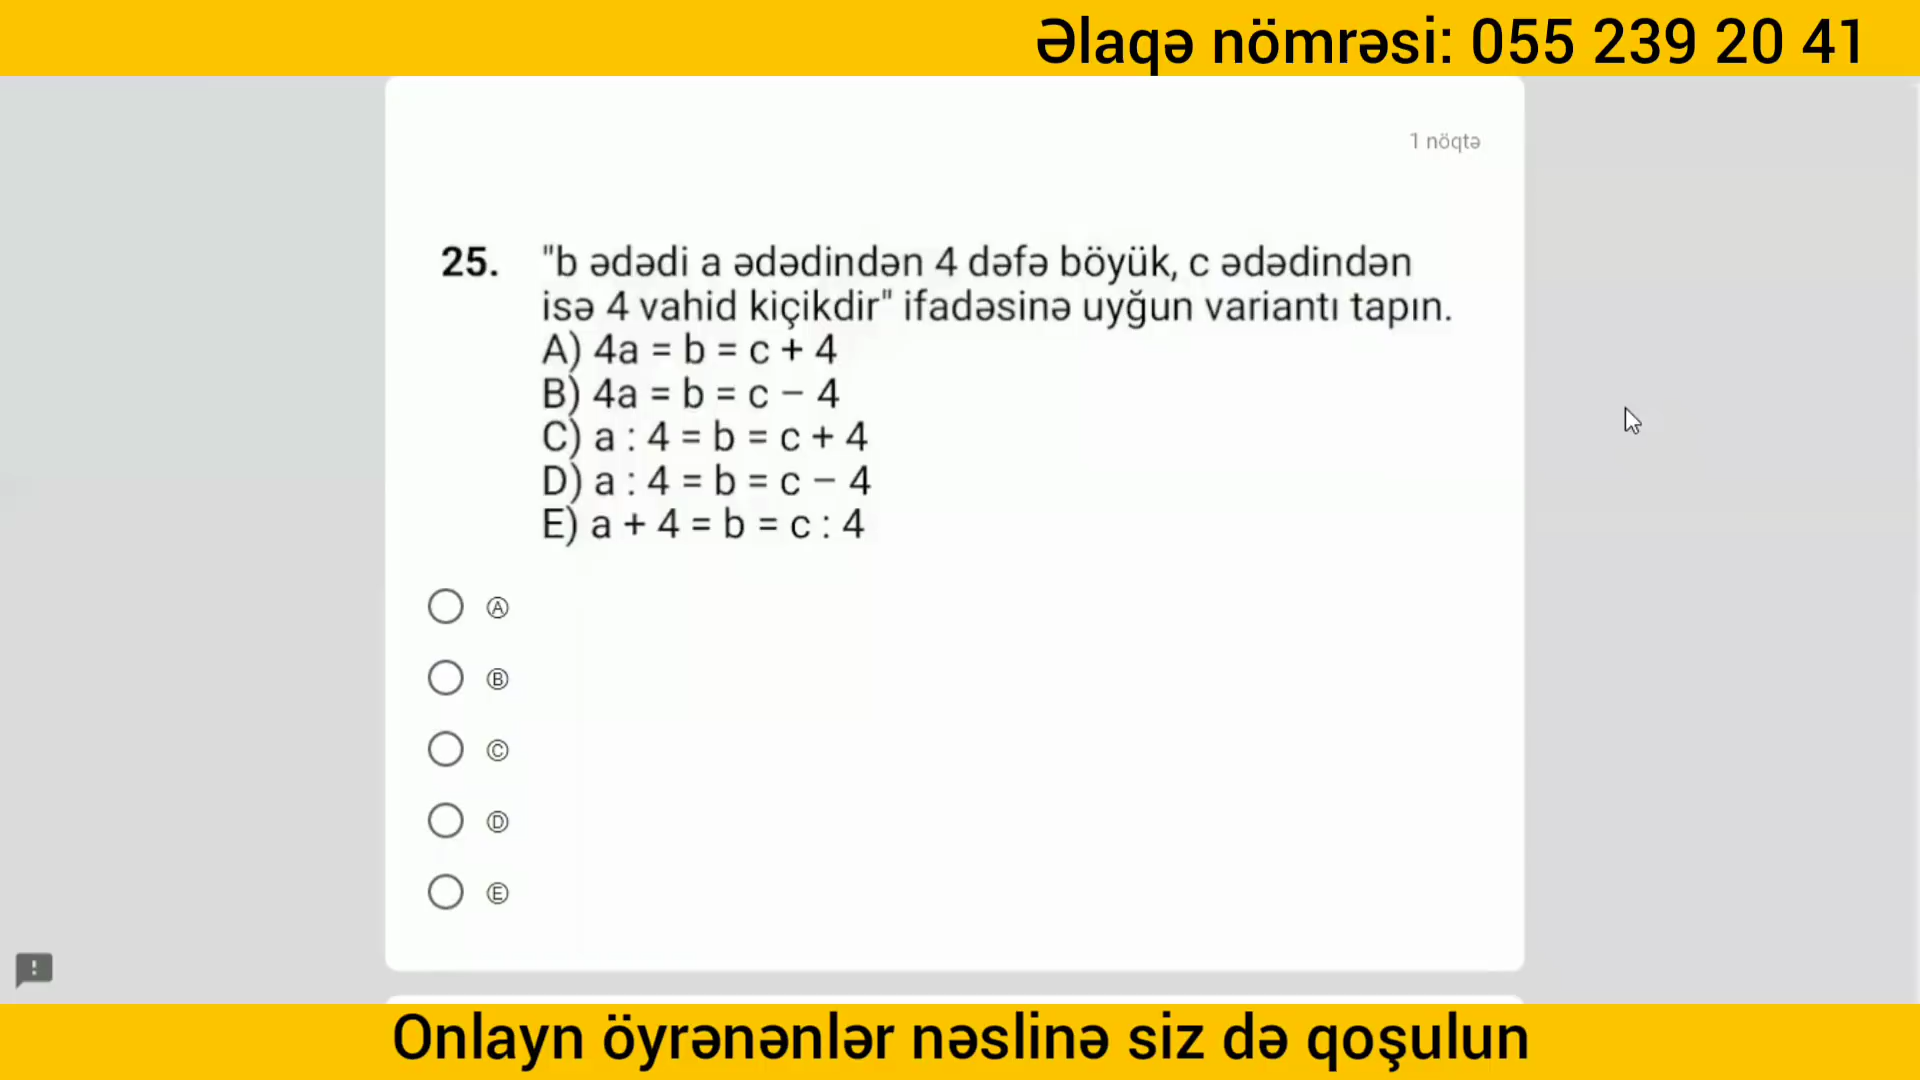 Əlaqə nömrəsi: 055 239 20 41
1 nöqtə
25. "b ədədi a ədədindən 4 dəfə böyük, c ədədindən
isə 4 vahid kiçikdir" ifadəsinə uyğun variantı tapın.
A) 4a = b = c + 4
B) 4a = b = c − 4
C) a : 4 = b = c + 4
D) a : 4 = b = c − 4
E) a + 4 = b = c : 4
Ⓐ
Ⓑ
Ⓒ
Ⓓ
Ⓔ
Onlayn öyrənənlər nəslinə siz də qoşulun